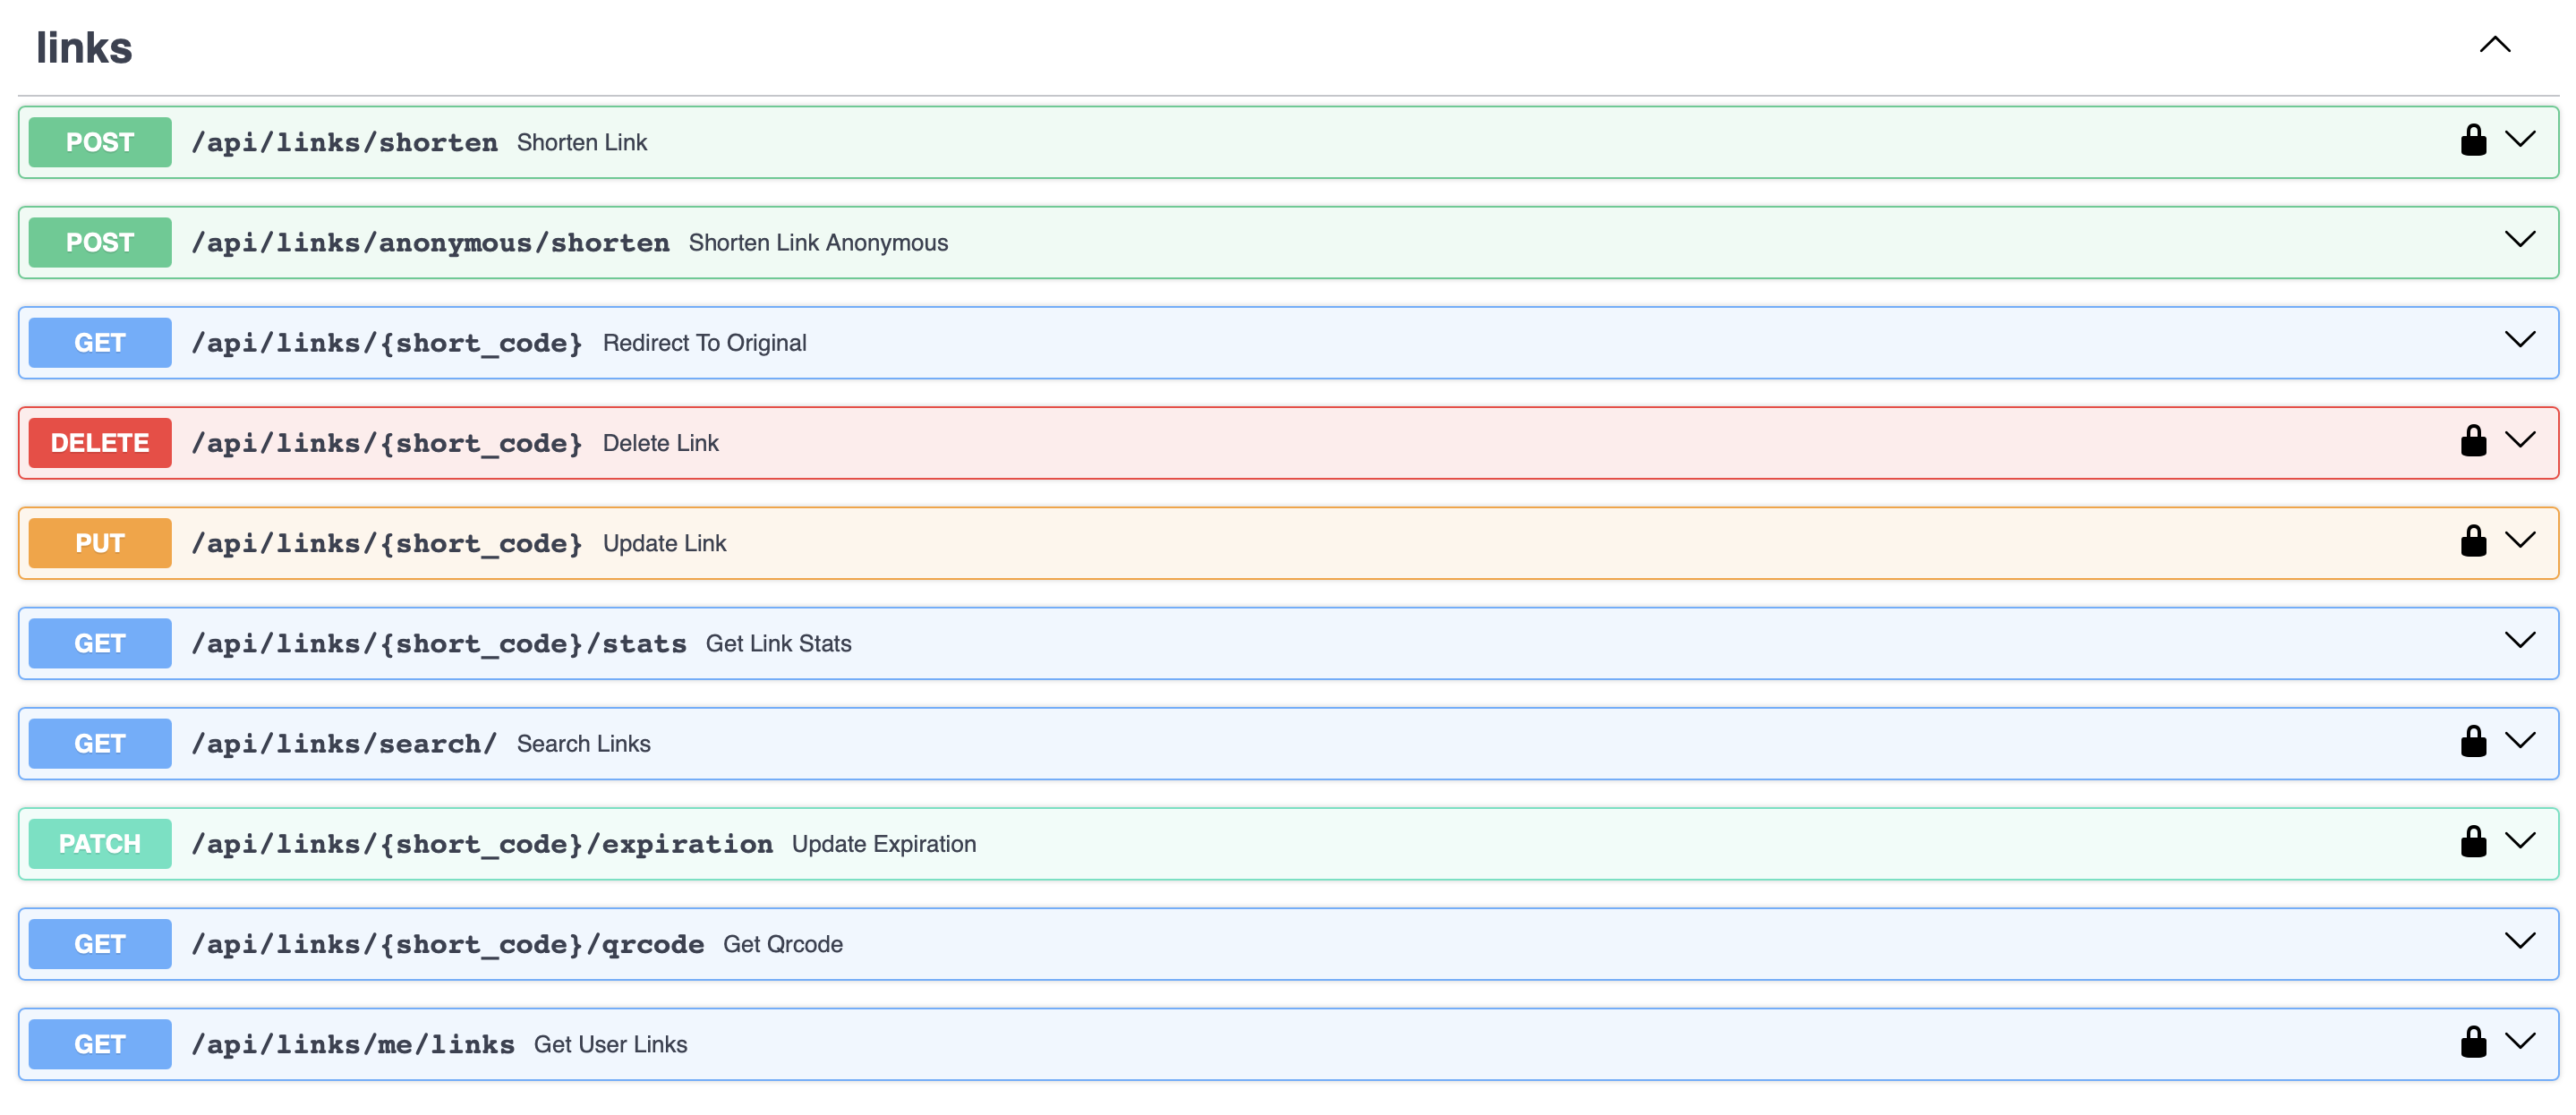 links
POST /api/links/shorten Shorten Link
POST /api/links/anonymous/shorten Shorten Link Anonymous
GET /api/links/{short_code} Redirect To Original
DELETE /api/links/{short_code} Delete Link
PUT /api/links/{short_code} Update Link
GET /api/links/{short_code}/stats Get Link Stats
GET /api/links/search/ Search Links
PATCH /api/links/{short_code}/expiration Update Expiration
GET /api/links/{short_code}/qrcode Get Qrcode
GET /api/links/me/links Get User Links